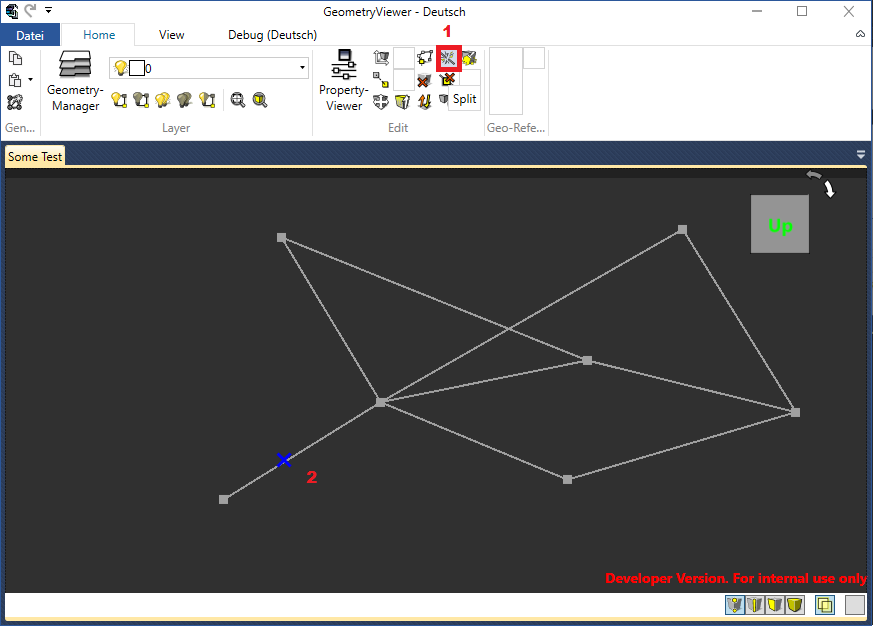 GeometryViewer - Deutsch
Datei Home View Debug (Deutsch)
1
0
Geometry-
Manager
Property-
Viewer
Split
Gen... Layer Edit Geo-Refe...
Some Test
Up
2
Developer Version. For internal use only